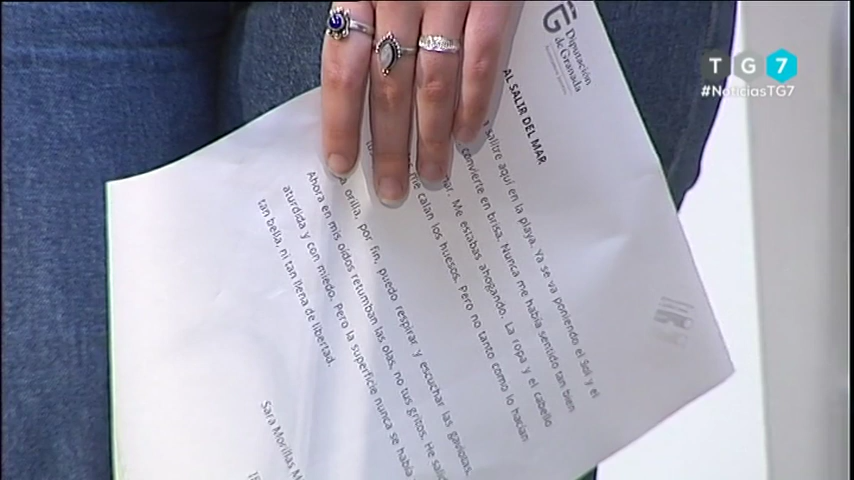 TG7
#NoticiasTG7
Diputación
de Granada
AL SALIR DEL MAR
salitre aquí en la playa. Ya se va poniendo el sol y el
convierte en brisa. Nunca me había sentido tan bien
mar. Me estabas ahogando. La ropa y el cabello
me calan los huesos. Pero no tanto como lo hacían
orilla, por fin, puedo respirar y escuchar las gaviotas.
Ahora en mis oídos retumban las olas, no tus gritos. He
aturdida y con miedo. Pero la superficie nunca se había
tan bella, ni tan llena de libertad.
Sara Morillas